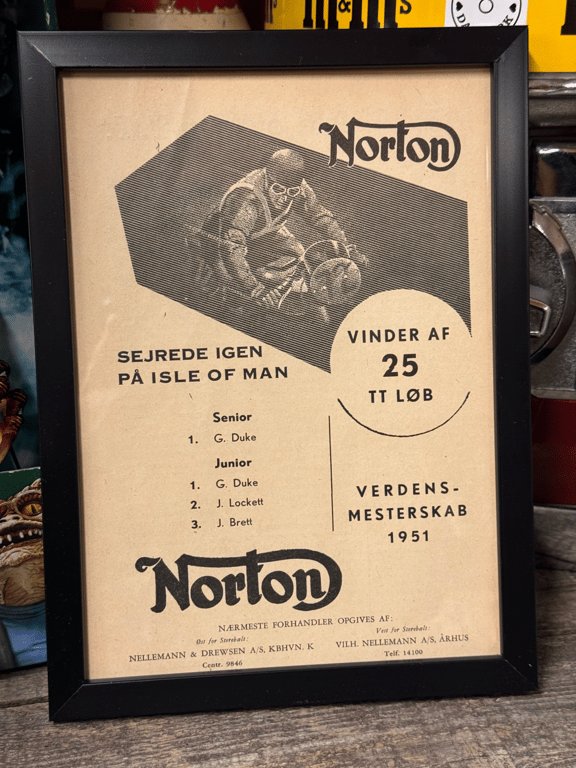 Norton
SEJREDE IGEN
PÅ ISLE OF MAN
VINDER AF
25
TT LØB
Senior
1. G. Duke
Junior
1. G. Duke
2. J. Lockett
3. J. Brett
VERDENS-
MESTERSKAB
1951
Norton
NÆRMESTE FORHANDLER OPGIVES AF:
Øst for Storebælt:
NELLEMANN & DREWSEN A/S, KBHVN. K
Centr. 9846
Vest for Storebælt:
VILH. NELLEMANN A/S, ÅRHUS
Telf. 14100